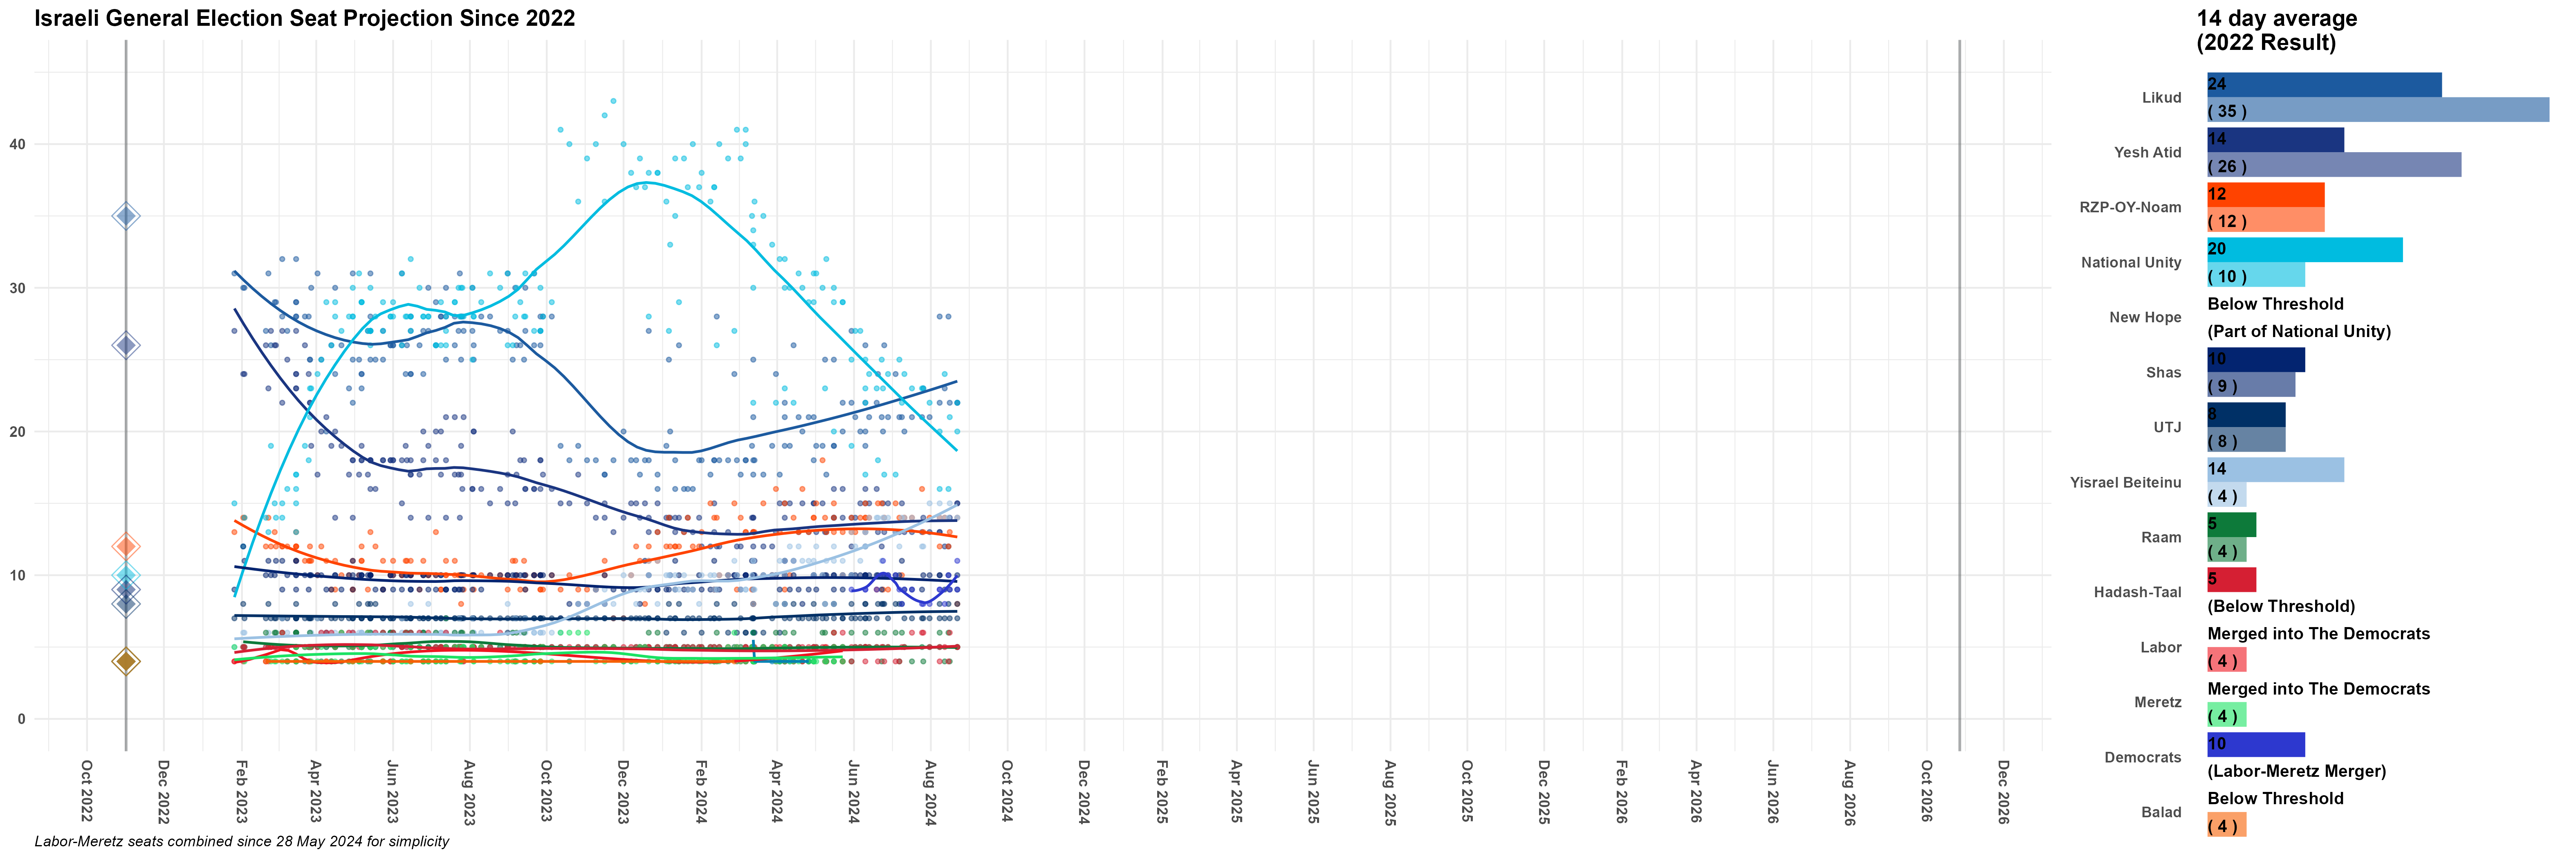 Israeli General Election Seat Projection Since 2022
40
30
20
10
0
Oct 2022
Dec 2022
Feb 2023
Apr 2023
Jun 2023
Aug 2023
Oct 2023
Dec 2023
Feb 2024
Apr 2024
Jun 2024
Aug 2024
Oct 2024
Dec 2024
Feb 2025
Apr 2025
Jun 2025
Aug 2025
Oct 2025
Dec 2025
Feb 2026
Apr 2026
Jun 2026
Aug 2026
Oct 2026
Dec 2026
Labor-Meretz seats combined since 28 May 2024 for simplicity
14 day average
(2022 Result)
Likud
24
( 35 )
Yesh Atid
14
( 26 )
RZP-OY-Noam
12
( 12 )
National Unity
20
( 10 )
New Hope
Below Threshold
(Part of National Unity)
Shas
10
( 9 )
UTJ
8
( 8 )
Yisrael Beiteinu
14
( 4 )
Raam
5
( 4 )
Hadash-Taal
5
(Below Threshold)
Labor
Merged into The Democrats
( 4 )
Meretz
Merged into The Democrats
( 4 )
Democrats
10
(Labor-Meretz Merger)
Balad
Below Threshold
( 4 )